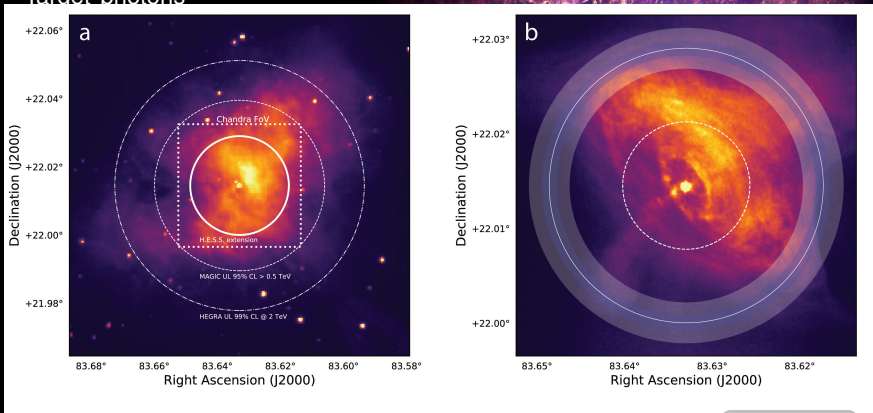 Target photons
a
+22.06°
+22.04°
+22.02°
+22.00°
+21.98°
Declination (J2000)
Chandra FoV
H.E.S.S. extension
MAGIC UL 95% CL > 0.5 TeV
HEGRA UL 99% CL @ 2 TeV
83.68°
83.66°
83.64°
83.62°
83.60°
83.58°
Right Ascension (J2000)
b
+22.03°
+22.02°
+22.01°
+22.00°
Declination (J2000)
83.65°
83.64°
83.63°
83.62°
Right Ascension (J2000)